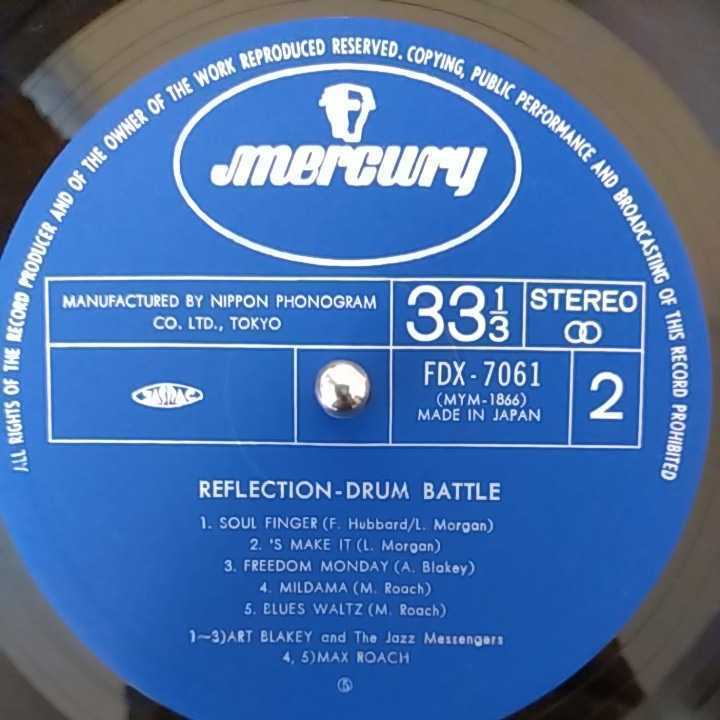 ALL RIGHTS OF THE RECORD PRODUCER AND OF THE OWNER OF THE WORK REPRODUCED RESERVED. COPYING, PUBLIC PERFORMANCE AND BROADCASTING OF THIS RECORD PROHIBITED
mercury
MANUFACTURED BY NIPPON PHONOGRAM
CO. LTD., TOKYO
33 1/3
STEREO
JASRAC
FDX-7061
(MYM-1866)
MADE IN JAPAN
2
REFLECTION-DRUM BATTLE
1. SOUL FINGER (F. Hubbard/L. Morgan)
2. 'S MAKE IT (L. Morgan)
3. FREEDOM MONDAY (A. Blakey)
4. MILDAMA (M. Roach)
5. BLUES WALTZ (M. Roach)
1~3)ART BLAKEY and The Jazz Messengers
4, 5)MAX ROACH
Ⓢ